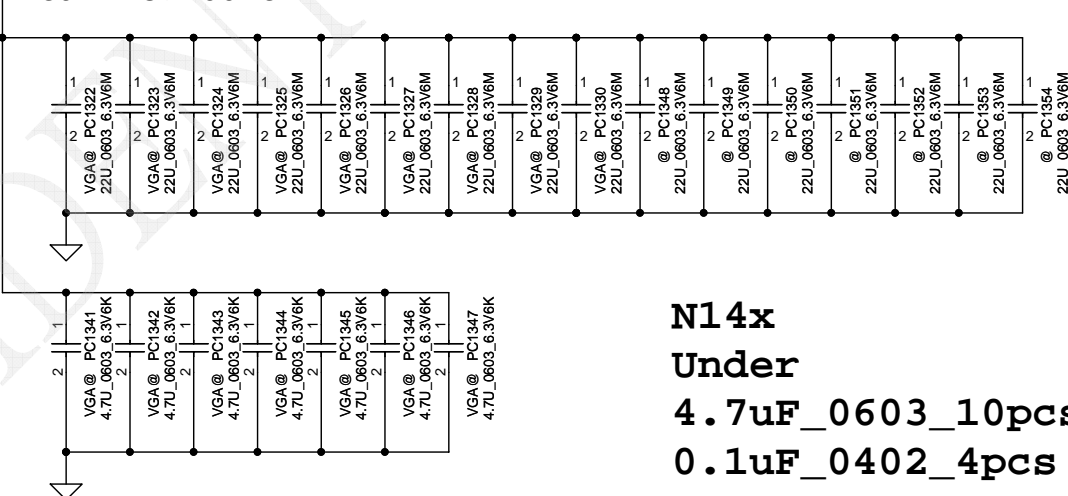 1 2 VGA@ PC1322
22U_0603_6.3V6M
1 2 VGA@ PC1323
22U_0603_6.3V6M
1 2 VGA@ PC1324
22U_0603_6.3V6M
1 2 VGA@ PC1325
22U_0603_6.3V6M
1 2 VGA@ PC1326
22U_0603_6.3V6M
1 2 VGA@ PC1327
22U_0603_6.3V6M
1 2 VGA@ PC1328
22U_0603_6.3V6M
1 2 VGA@ PC1329
22U_0603_6.3V6M
1 2 VGA@ PC1330
22U_0603_6.3V6M
1 2 @ PC1348
22U_0603_6.3V6M
1 2 @ PC1349
22U_0603_6.3V6M
1 2 @ PC1350
22U_0603_6.3V6M
1 2 @ PC1351
22U_0603_6.3V6M
1 2 @ PC1352
22U_0603_6.3V6M
1 2 @ PC1353
22U_0603_6.3V6M
1 2 @ PC1354
22U_0603_6.3V6M
1 2 VGA@ PC1341
4.7U_0603_6.3V6K
1 2 VGA@ PC1342
4.7U_0603_6.3V6K
1 2 VGA@ PC1343
4.7U_0603_6.3V6K
1 2 VGA@ PC1344
4.7U_0603_6.3V6K
1 2 VGA@ PC1345
4.7U_0603_6.3V6K
1 2 VGA@ PC1346
4.7U_0603_6.3V6K
1 2 VGA@ PC1347
4.7U_0603_6.3V6K
N14x
Under
4.7uF_0603_10pcs
0.1uF_0402_4pcs